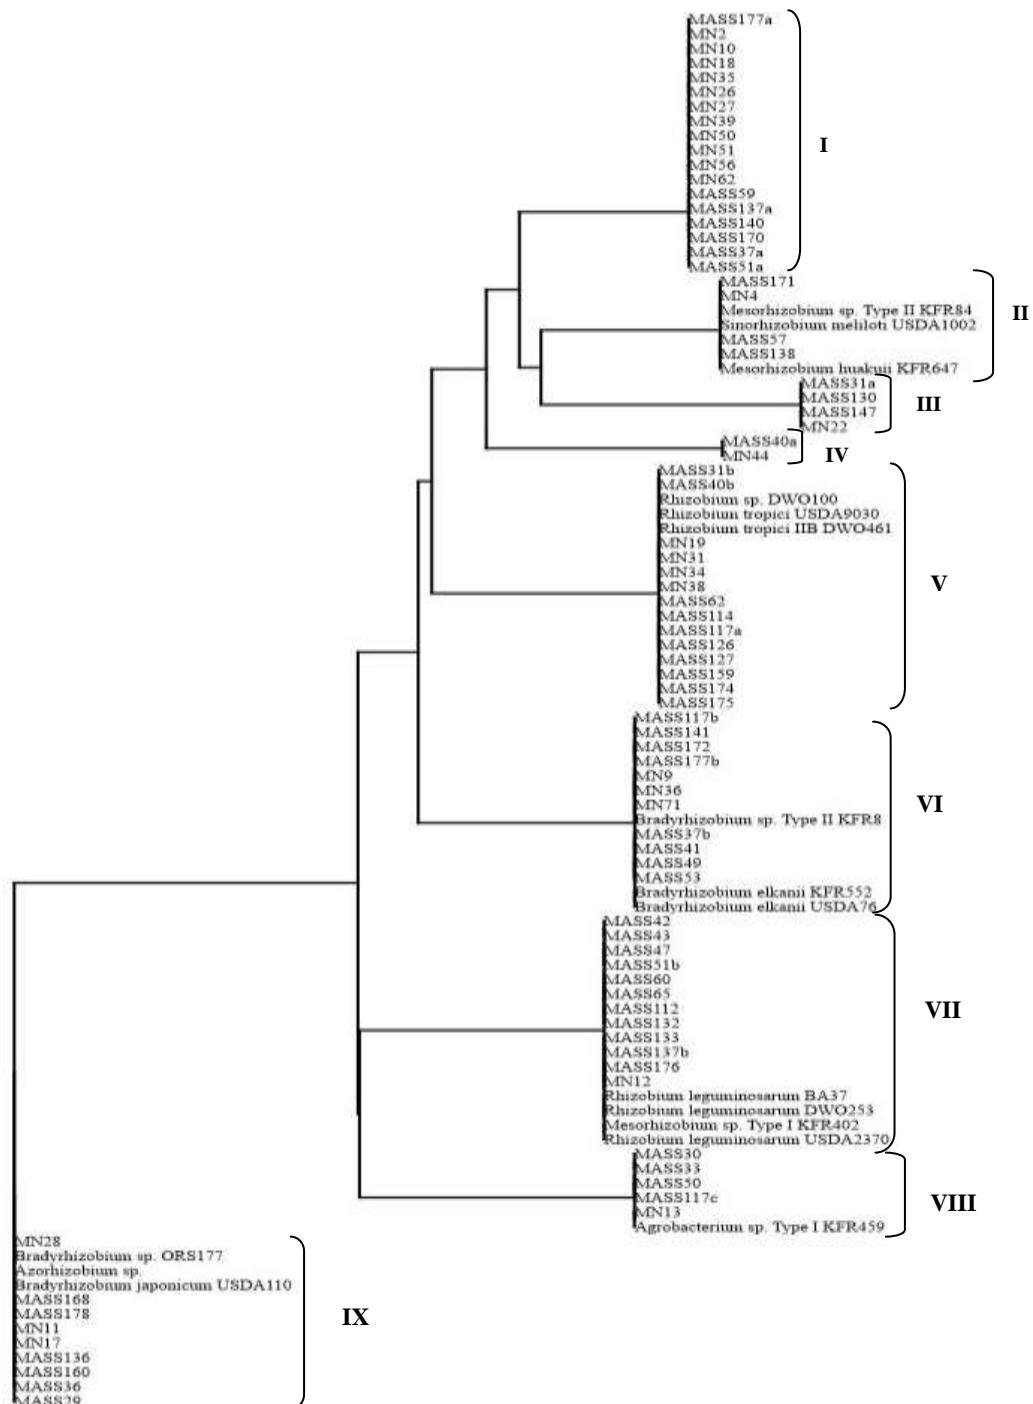 MASS177a
MN2
MN10
MN18
MN35
MN26
MN27
MN39
MN50
MN51
MN56
MN62
MASS59
MASS137a
MASS140
MASS170
MASS37a
MASS51a
I
MASS171
MN4
Mesorhizobium sp. Type II KFR84
Sinorhizobium meliloti USDA1002
MASS57
MASS138
Mesorhizobium huakuii KFR647
II
MASS31a
MASS130
MASS147
MN22
III
MASS40a
MN44
IV
MASS31b
MASS40b
Rhizobium sp. DWO100
Rhizobium tropici USDA9030
Rhizobium tropici IIB DWO461
MN19
MN31
MN34
MN38
MASS62
MASS114
MASS117a
MASS126
MASS127
MASS159
MASS174
MASS175
V
MASS117b
MASS141
MASS172
MASS177b
MN9
MN36
MN71
Bradyrhizobium sp. Type II KFR8
MASS37b
MASS41
MASS49
MASS53
Bradyrhizobium elkanii KFR552
Bradyrhizobium elkanii USDA76
VI
MASS42
MASS43
MASS47
MASS51b
MASS60
MASS65
MASS112
MASS132
MASS133
MASS137b
MASS176
MN12
Rhizobium leguminosarum BA37
Rhizobium leguminosarum DWO253
Mesorhizobium sp. Type I KFR402
Rhizobium leguminosarum USDA2370
VII
MASS30
MASS33
MASS50
MASS117c
MN13
Agrobacterium sp. Type I KFR459
VIII
MN28
Bradyrhizobium sp. ORS177
Azorhizobium sp.
Bradyrhizobium japonicum USDA110
MASS168
MASS178
MN11
MN17
MASS136
MASS160
MASS36
MASS29
IX